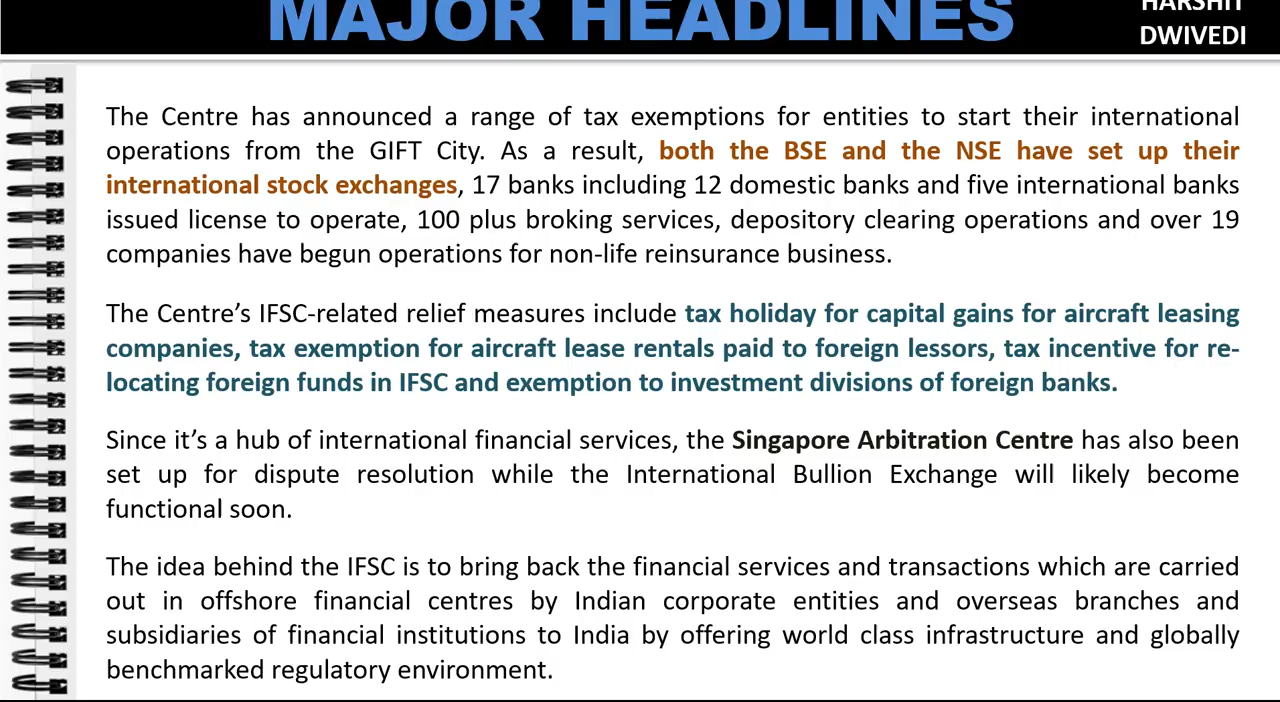 MAJOR HEADLINES
HARSHIT
DWIVEDI
The Centre has announced a range of tax exemptions for entities to start their international
operations from the GIFT City. As a result, both the BSE and the NSE have set up their
international stock exchanges, 17 banks including 12 domestic banks and five international banks
issued license to operate, 100 plus broking services, depository clearing operations and over 19
companies have begun operations for non-life reinsurance business.
The Centre’s IFSC-related relief measures include tax holiday for capital gains for aircraft leasing
companies, tax exemption for aircraft lease rentals paid to foreign lessors, tax incentive for re-
locating foreign funds in IFSC and exemption to investment divisions of foreign banks.
Since it’s a hub of international financial services, the Singapore Arbitration Centre has also been
set up for dispute resolution while the International Bullion Exchange will likely become
functional soon.
The idea behind the IFSC is to bring back the financial services and transactions which are carried
out in offshore financial centres by Indian corporate entities and overseas branches and
subsidiaries of financial institutions to India by offering world class infrastructure and globally
benchmarked regulatory environment.